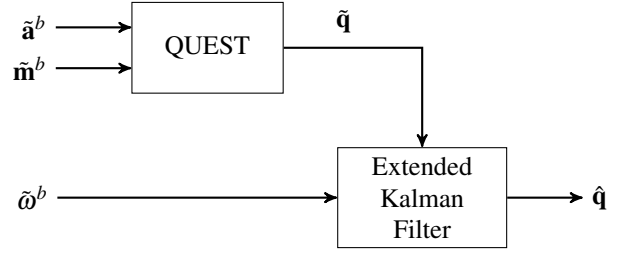 ã^b
QUEST
q̃
m̃^b
Extended
Kalman
Filter
ω̃^b
q̂